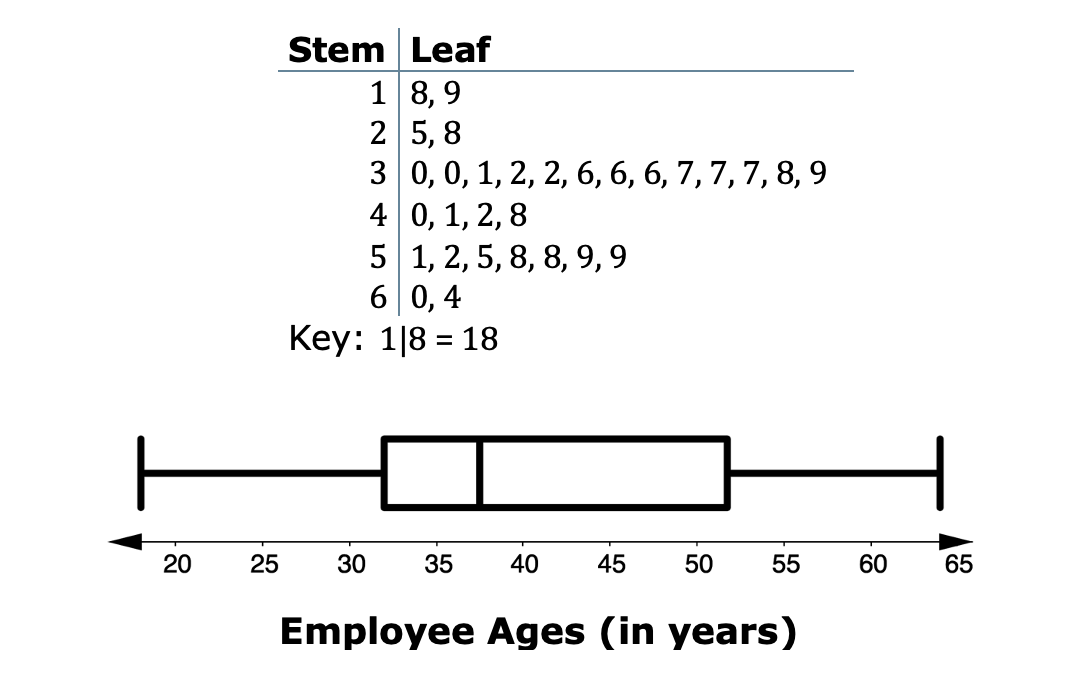 Stem Leaf
1 8, 9
2 5, 8
3 0, 0, 1, 2, 2, 6, 6, 6, 7, 7, 7, 8, 9
4 0, 1, 2, 8
5 1, 2, 5, 8, 8, 9, 9
6 0, 4
Key: 1|8 = 18
20 25 30 35 40 45 50 55 60 65
Employee Ages (in years)